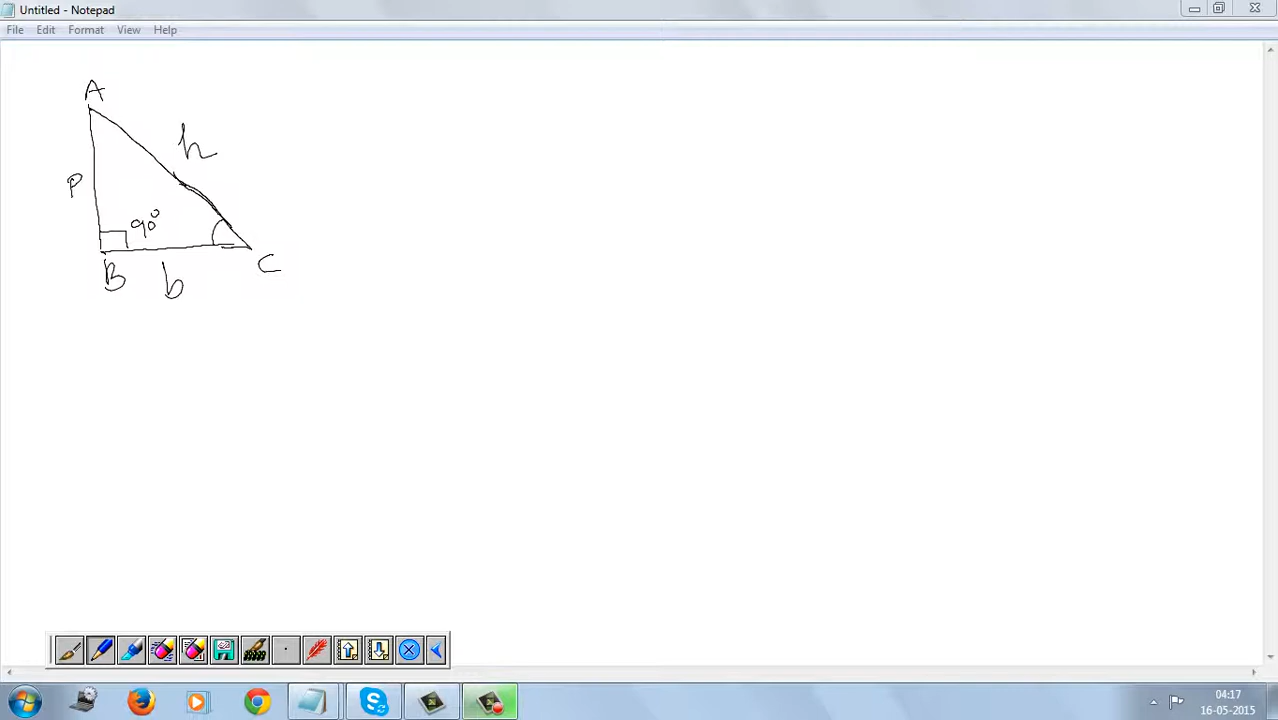 Untitled - Notepad
File Edit Format View Help
A
h
P
90°
B
b
C
04:17
16-05-2015